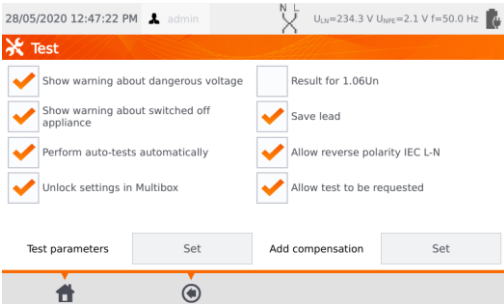 28/05/2020 12:47:22 PM admin N L U_LN=234.3 V U_NPE=2.1 V f=50.0 Hz
Test
Show warning about dangerous voltage
Result for 1.06Un
Show warning about switched off
appliance
Save lead
Perform auto-tests automatically
Allow reverse polarity IEC L-N
Unlock settings in Multibox
Allow test to be requested
Test parameters Set Add compensation Set